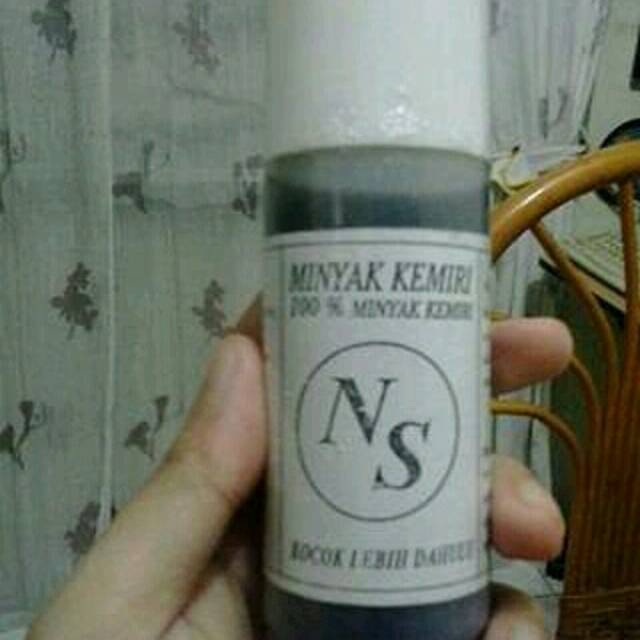 MINYAK KEMIRI
100 % MINYAK KEMIRI
NS
KOCOK LEBIH DAHULU